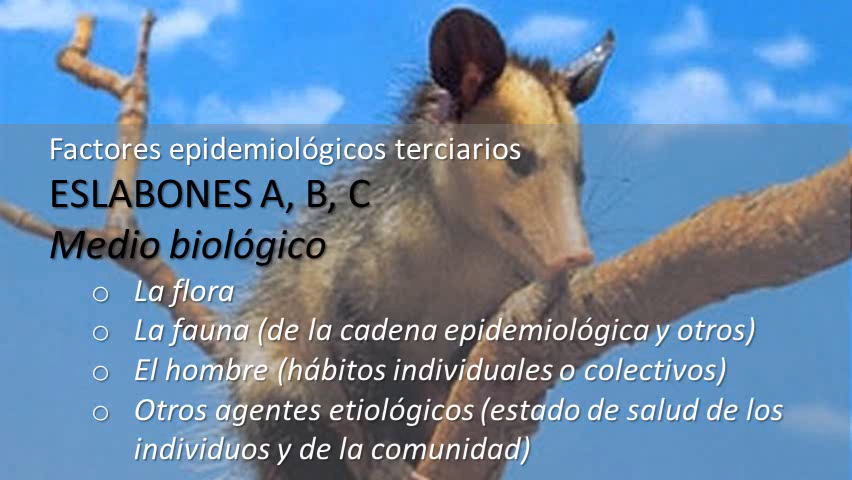 Factores epidemiológicos terciarios
ESLABONES A, B, C
Medio biológico
o La flora
o La fauna (de la cadena epidemiológica y otros)
o El hombre (hábitos individuales o colectivos)
o Otros agentes etiológicos (estado de salud de los
individuos y de la comunidad)